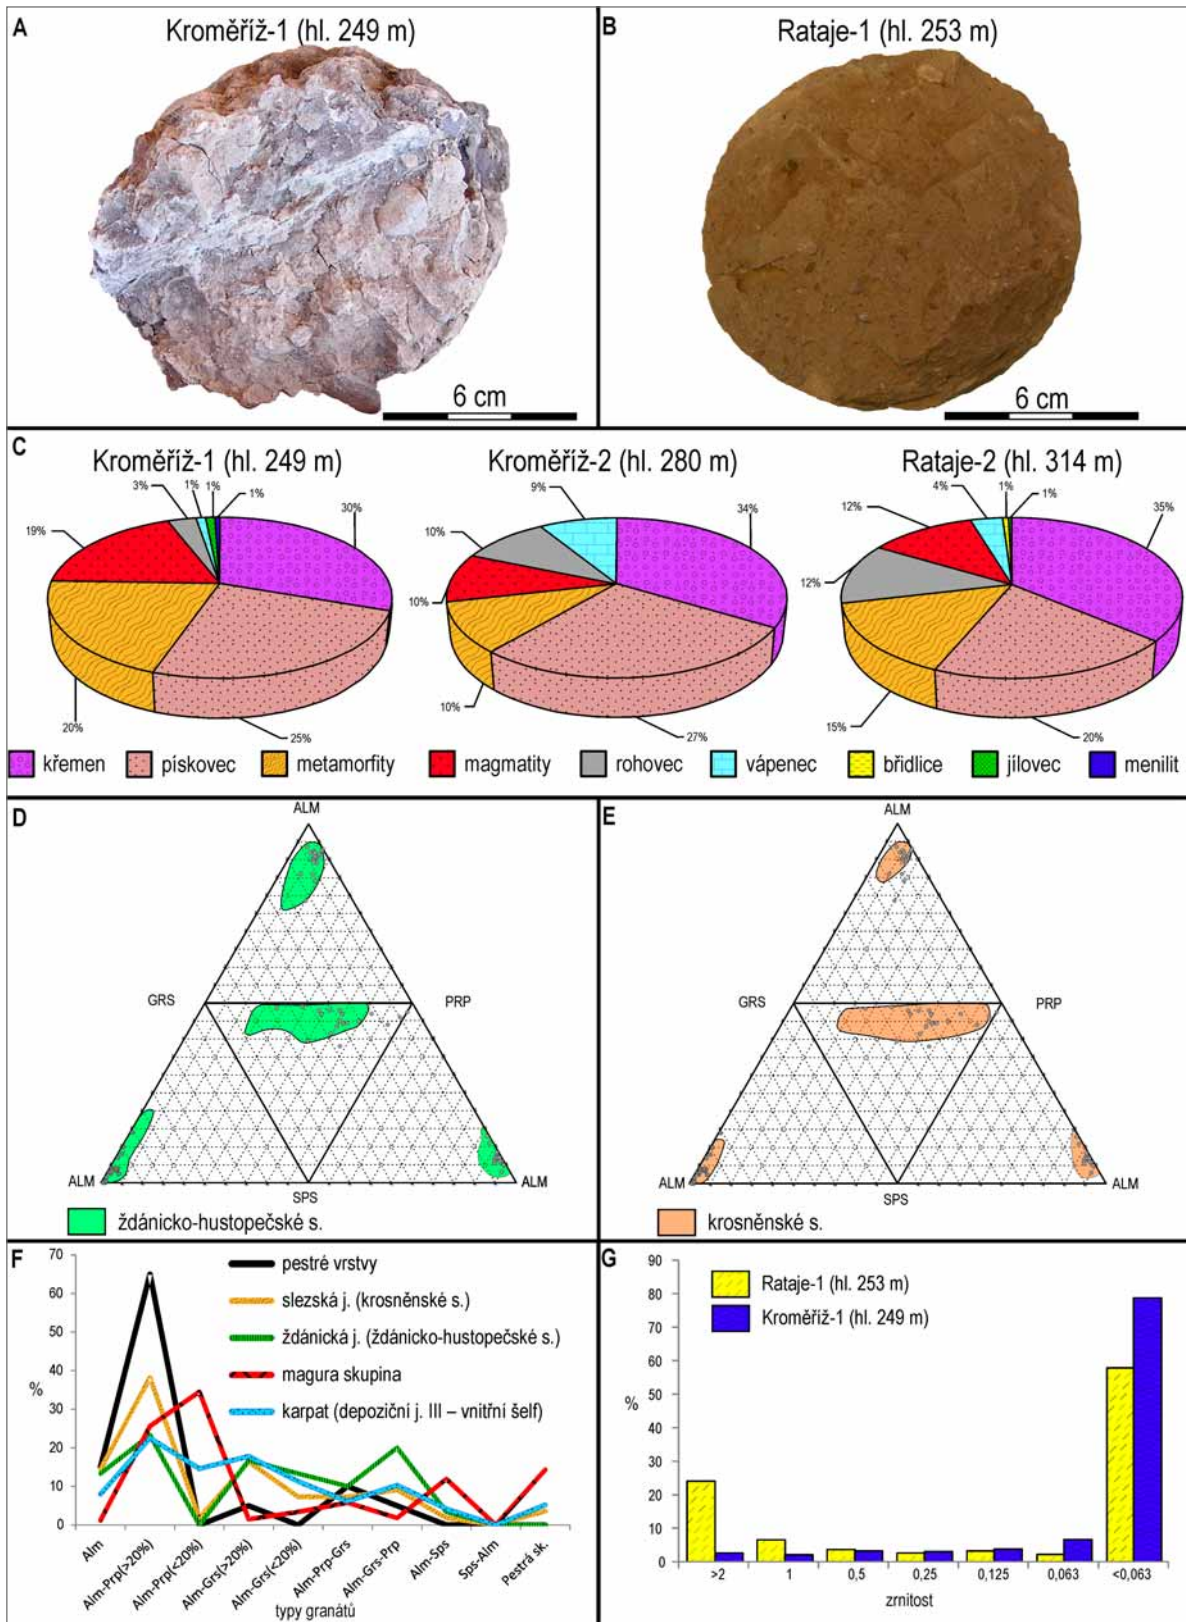 A
Kroměříž-1 (hl. 249 m)
6 cm
B
Rataje-1 (hl. 253 m)
6 cm
C
Kroměříž-1 (hl. 249 m)
3%
1%
1%
1%
30%
19%
20%
25%
Kroměříž-2 (hl. 280 m)
9%
34%
10%
10%
10%
27%
Rataje-2 (hl. 314 m)
4%
1%
1%
12%
35%
12%
15%
20%
křemen
pískovec
metamorfity
magmatity
rohovec
vápenec
břidlice
jílovec
menilit
D
ALM
GRS
PRP
ALM
SPS
ALM
ždánicko-hustopečské s.
E
ALM
GRS
PRP
ALM
SPS
ALM
krosněnské s.
F
70
60
50
40
30
20
10
0
%
pestré vrstvy
slezská j. (krosněnské s.)
ždánická j. (ždánicko-hustopečské s.)
magura skupina
karpat (depoziční j. III – vnitřní šelf)
Alm
Alm-Prp(>20%)
Alm-Prp(<20%)
Alm-Grs(>20%)
Alm-Grs(<20%)
Alm-Prp-Grs
Alm-Grs-Prp
Alm-Sps
Sps-Alm
Pestrá sk.
typy granátů
G
90
80
70
60
50
40
30
20
10
0
%
Rataje-1 (hl. 253 m)
Kroměříž-1 (hl. 249 m)
>2
1
0,5
0,25
0,125
0,063
<0,063
zrnitost